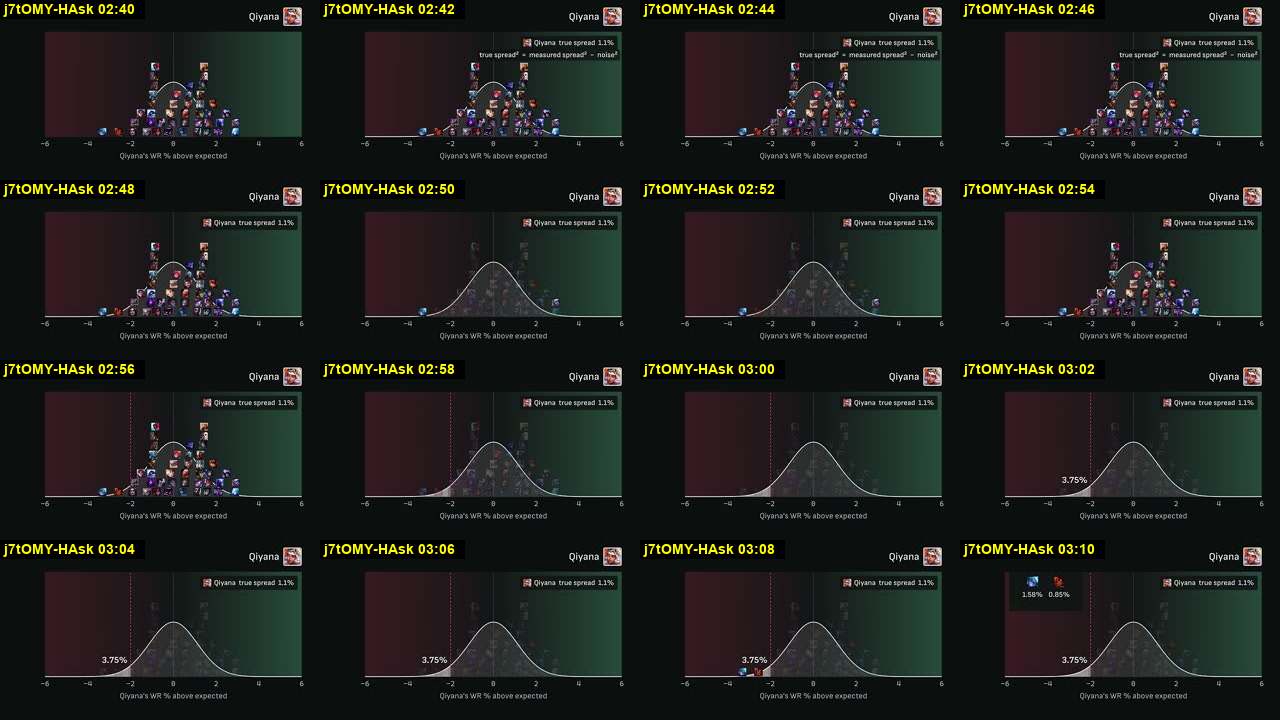 j7tOMY-HAsk 02:40
Qiyana
−6 −4 −2 0 2 4 6
Qiyana's WR % above expected
j7tOMY-HAsk 02:42
Qiyana
Qiyana true spread 1.1%
true spread² = measured spread² − noise²
−6 −4 −2 0 2 4 6
Qiyana's WR % above expected
j7tOMY-HAsk 02:44
Qiyana
Qiyana true spread 1.1%
true spread² = measured spread² − noise²
−6 −4 −2 0 2 4 6
Qiyana's WR % above expected
j7tOMY-HAsk 02:46
Qiyana
Qiyana true spread 1.1%
true spread² = measured spread² − noise²
−6 −4 −2 0 2 4 6
Qiyana's WR % above expected
j7tOMY-HAsk 02:48
Qiyana
Qiyana true spread 1.1%
−6 −4 −2 0 2 4 6
Qiyana's WR % above expected
j7tOMY-HAsk 02:50
Qiyana
Qiyana true spread 1.1%
−6 −4 −2 0 2 4 6
Qiyana's WR % above expected
j7tOMY-HAsk 02:52
Qiyana
Qiyana true spread 1.1%
−6 −4 −2 0 2 4 6
Qiyana's WR % above expected
j7tOMY-HAsk 02:54
Qiyana
Qiyana true spread 1.1%
−6 −4 −2 0 2 4 6
Qiyana's WR % above expected
j7tOMY-HAsk 02:56
Qiyana
Qiyana true spread 1.1%
−6 −4 −2 0 2 4 6
Qiyana's WR % above expected
j7tOMY-HAsk 02:58
Qiyana
Qiyana true spread 1.1%
−6 −4 −2 0 2 4 6
Qiyana's WR % above expected
j7tOMY-HAsk 03:00
Qiyana
Qiyana true spread 1.1%
−6 −4 −2 0 2 4 6
Qiyana's WR % above expected
j7tOMY-HAsk 03:02
Qiyana
Qiyana true spread 1.1%
3.75%
−6 −4 −2 0 2 4 6
Qiyana's WR % above expected
j7tOMY-HAsk 03:04
Qiyana
Qiyana true spread 1.1%
3.75%
−6 −4 −2 0 2 4 6
Qiyana's WR % above expected
j7tOMY-HAsk 03:06
Qiyana
Qiyana true spread 1.1%
3.75%
−6 −4 −2 0 2 4 6
Qiyana's WR % above expected
j7tOMY-HAsk 03:08
Qiyana
Qiyana true spread 1.1%
3.75%
−6 −4 −2 0 2 4 6
Qiyana's WR % above expected
j7tOMY-HAsk 03:10
Qiyana
Qiyana true spread 1.1%
1.58% 0.85%
3.75%
−6 −4 −2 0 2 4 6
Qiyana's WR % above expected